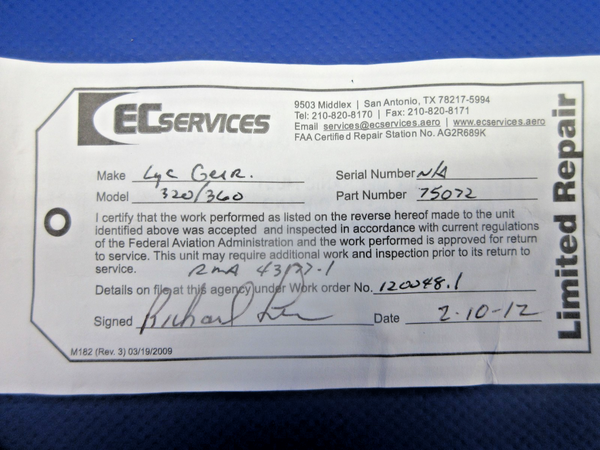 EC SERVICES
9503 Middlex | San Antonio, TX 78217-5994
Tel: 210-820-8170 | Fax: 210-820-8171
Email services@ecservices.aero | www.ecservices.aero
FAA Certified Repair Station No. AG2R689K
Limited Repair
Make Lyc Gear. Serial Number N/A
Model 320/360 Part Number 75072
I certify that the work performed as listed on the reverse hereof made to the unit
identified above was accepted and inspected in accordance with current regulations
of the Federal Aviation Administration and the work performed is approved for return
to service. This unit may require additional work and inspection prior to its return to
service. RMA 43127-1
Details on file at this agency under Work order No. 120048.1
Signed Richard Date 2-10-12
M182 (Rev. 3) 03/19/2009